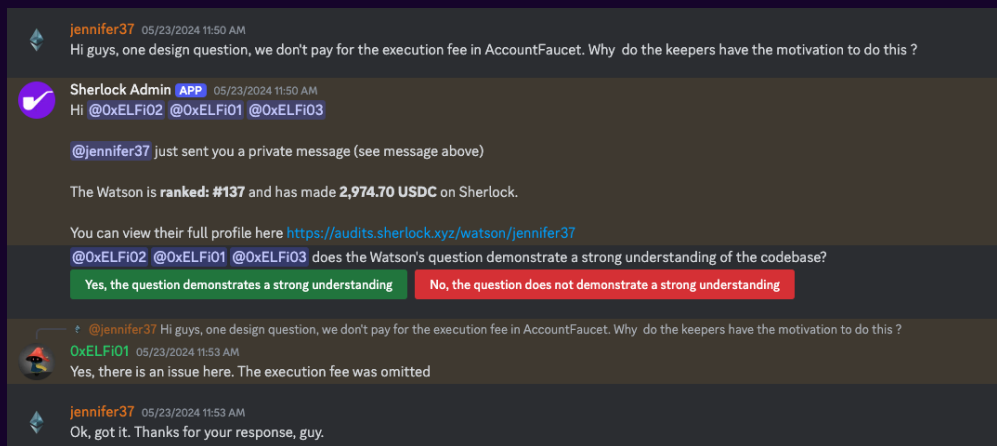 jennifer37 05/23/2024 11:50 AM
Hi guys, one design question, we don't pay for the execution fee in AccountFaucet. Why  do the keepers have the motivation to do this ?
Sherlock Admin APP 05/23/2024 11:50 AM
Hi @0xELFi02 @0xELFi01 @0xELFi03
@jennifer37 just sent you a private message (see message above)
The Watson is ranked: #137 and has made 2,974.70 USDC on Sherlock.
You can view their full profile here https://audits.sherlock.xyz/watson/jennifer37
@0xELFi02 @0xELFi01 @0xELFi03 does the Watson's question demonstrate a strong understanding of the codebase?
Yes, the question demonstrates a strong understanding No, the question does not demonstrate a strong understanding
@jennifer37 Hi guys, one design question, we don't pay for the execution fee in AccountFaucet. Why  do the keepers have the motivation to do this ?
0xELFi01 05/23/2024 11:53 AM
Yes, there is an issue here. The execution fee was omitted
jennifer37 05/23/2024 11:53 AM
Ok, got it. Thanks for your response, guy.